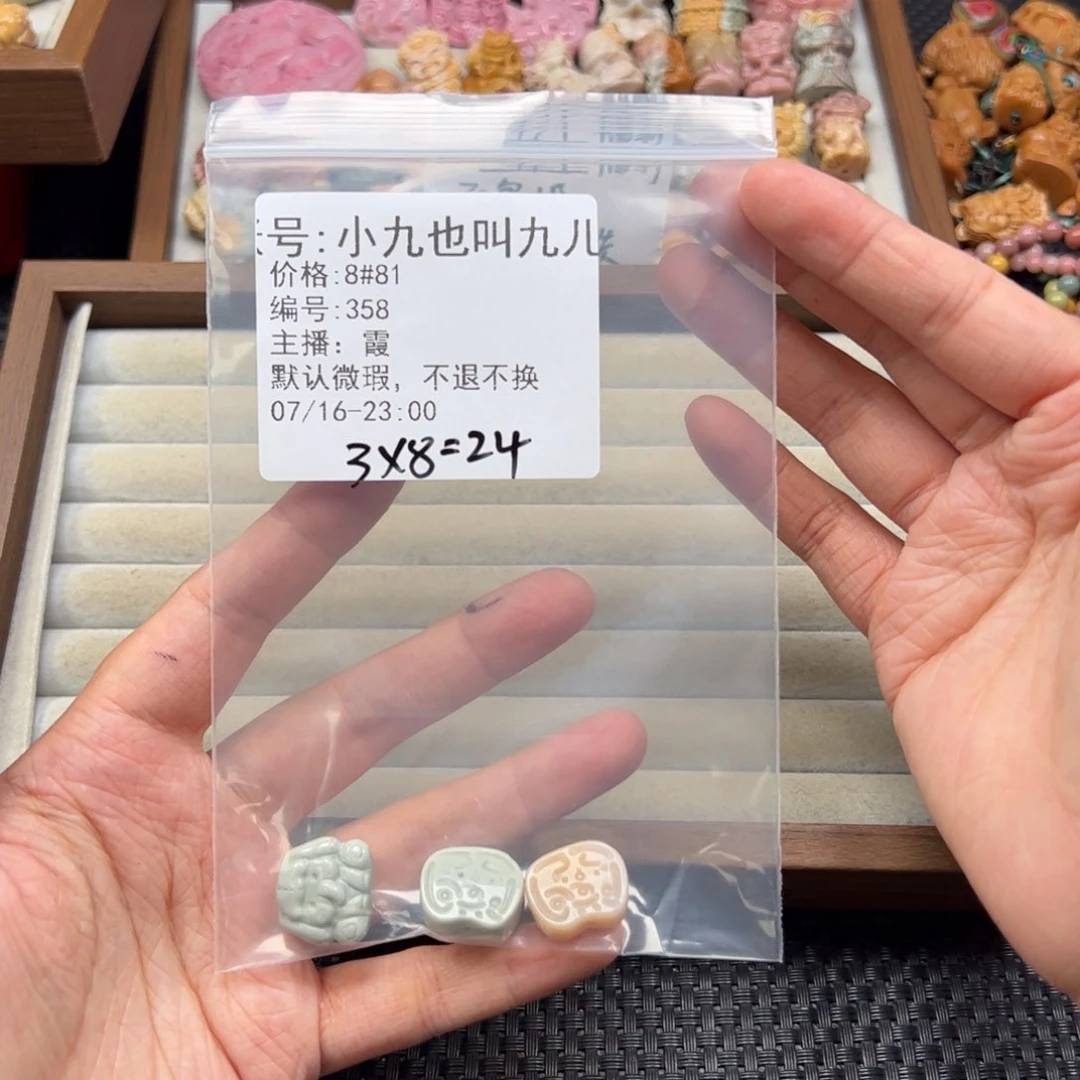 号:小九也叫九儿
价格:8#81
编号:358
主播: 霞
默认微瑕, 不退不换
07/16-23:00
3X8=24